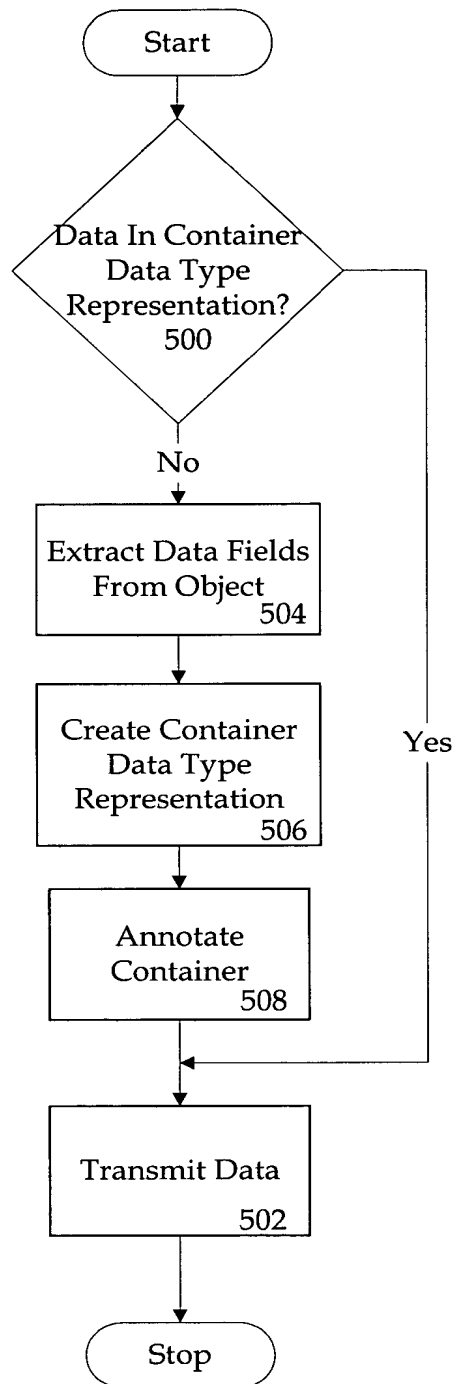 Start
Data In Container
Data Type
Representation?
500
No
Extract Data Fields
From Object
504
Create Container
Data Type
Representation
506
Yes
Annotate
Container
508
Transmit Data
502
Stop